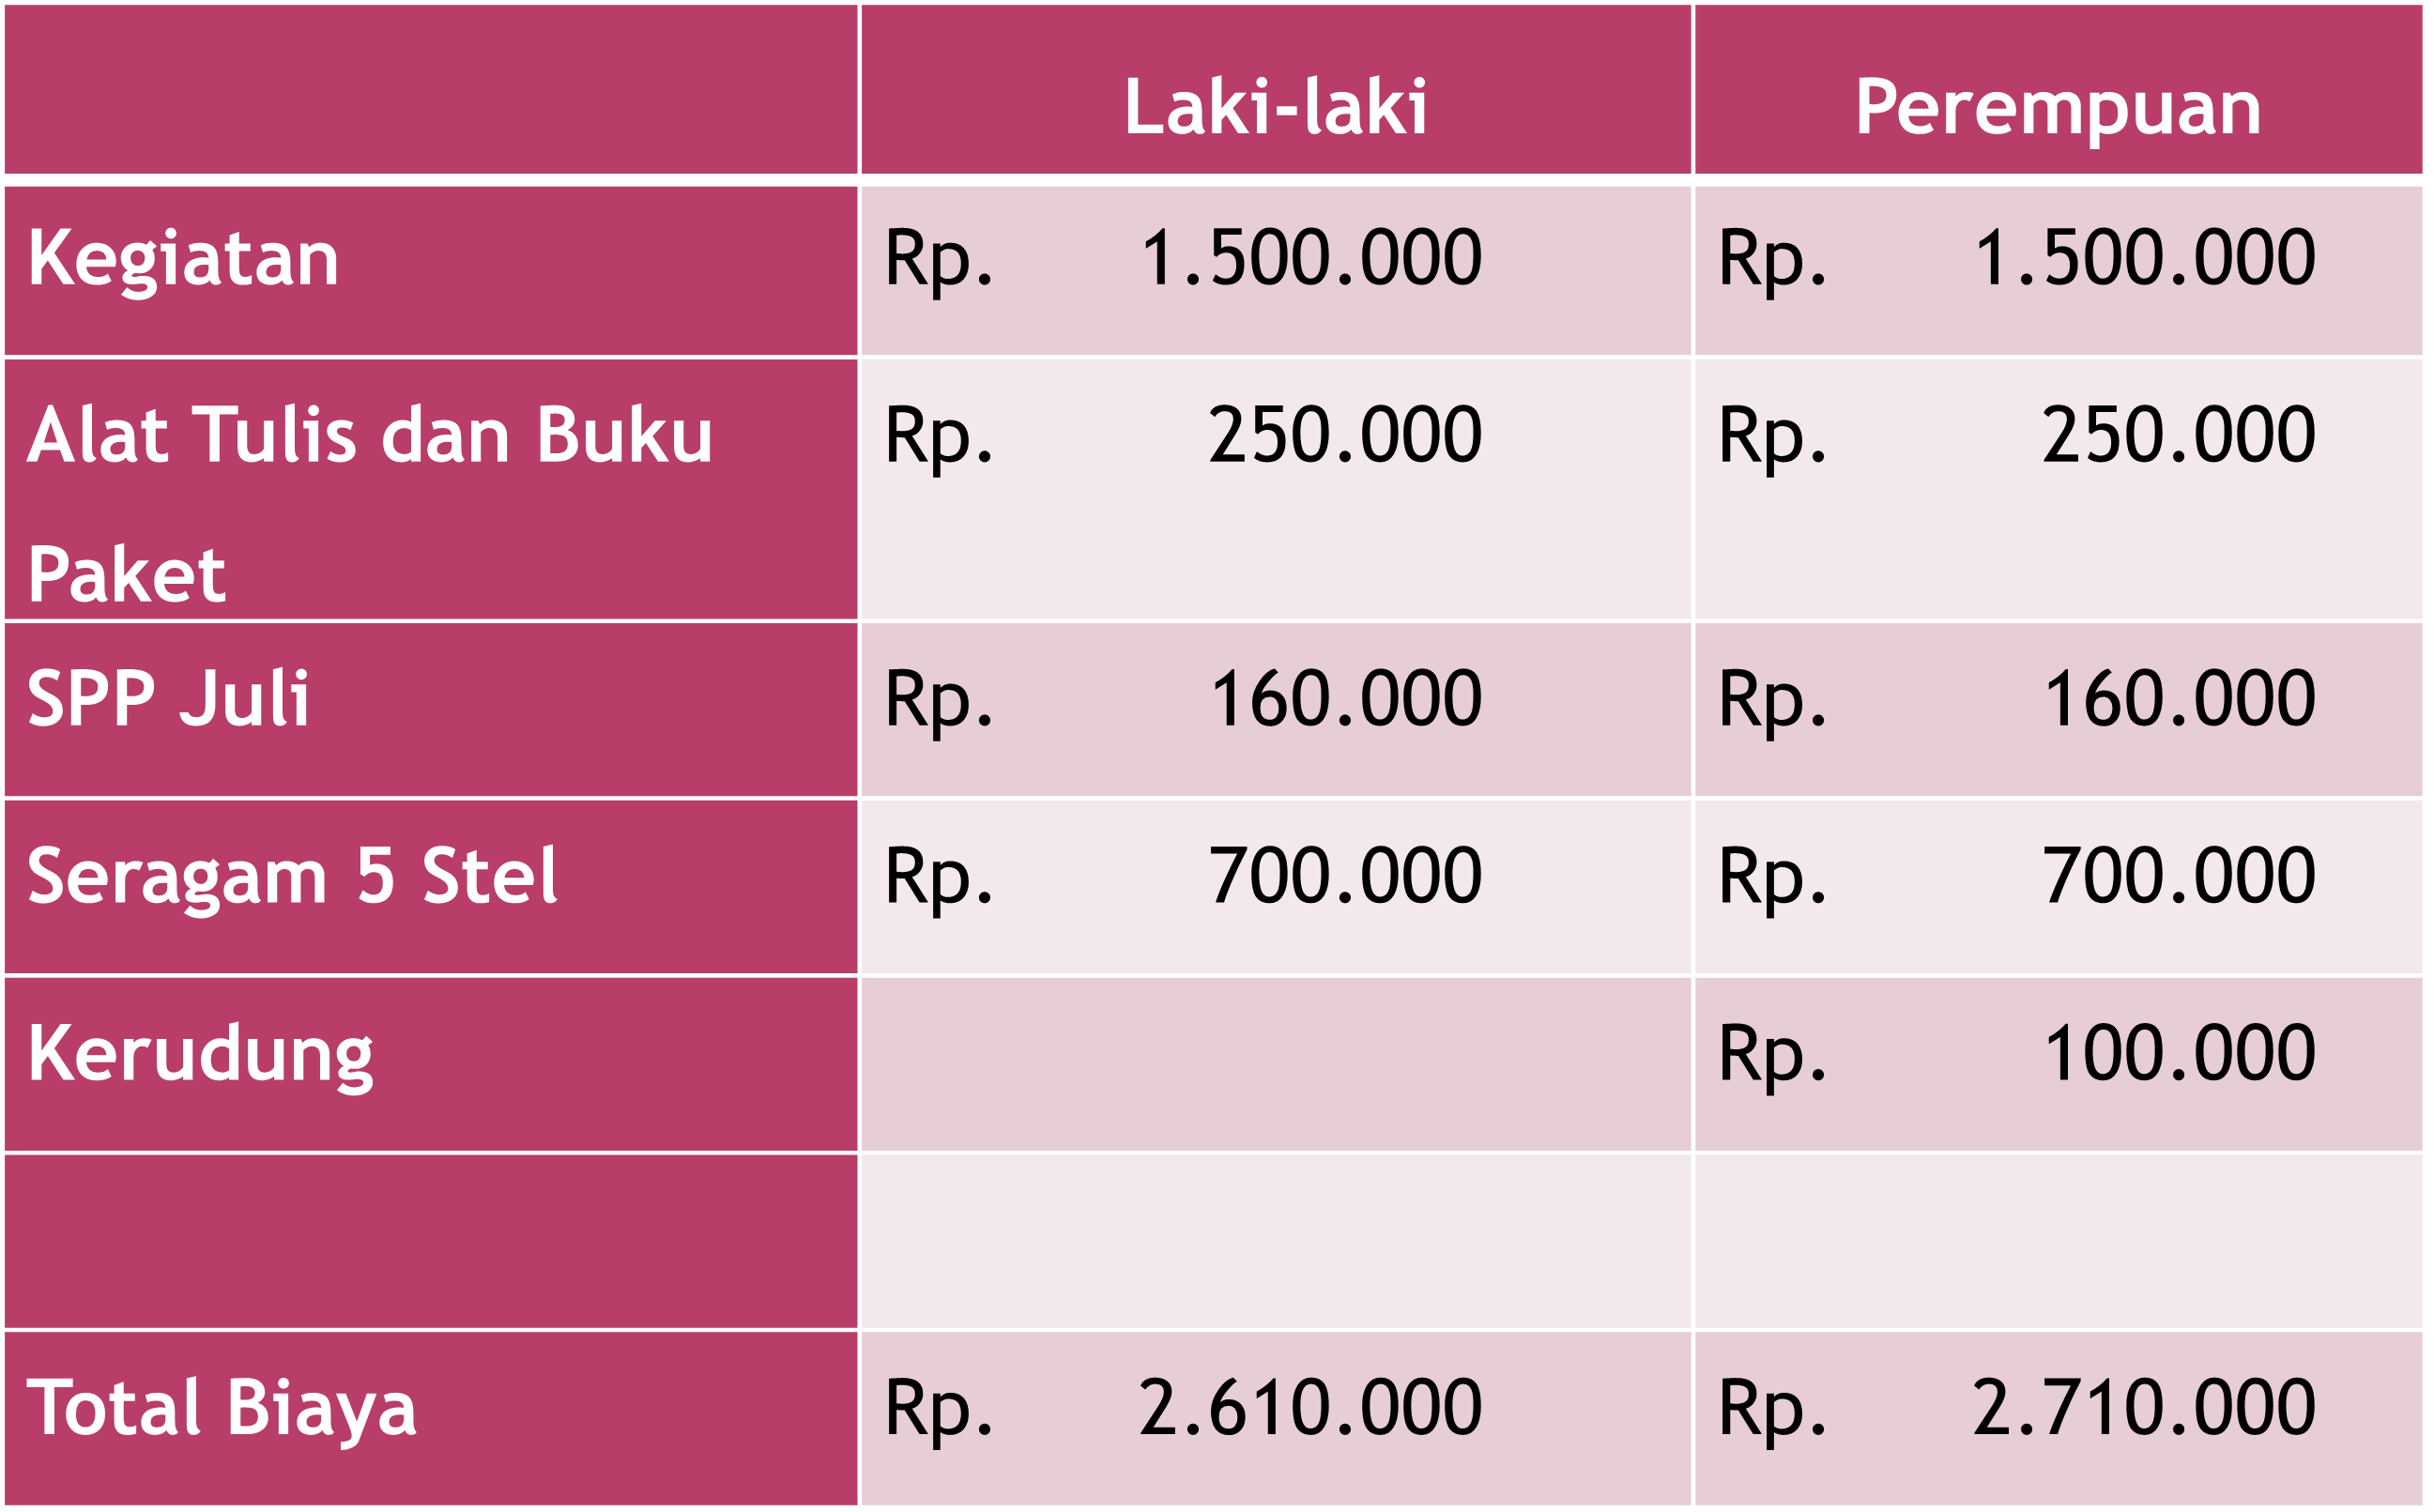 Laki-laki Perempuan
Kegiatan Rp. 1.500.000 Rp. 1.500.000
Alat Tulis dan Buku Rp. 250.000 Rp. 250.000
Paket
SPP Juli Rp. 160.000 Rp. 160.000
Seragam 5 Stel Rp. 700.000 Rp. 700.000
Kerudung Rp. 100.000
Total Biaya Rp. 2.610.000 Rp. 2.710.000